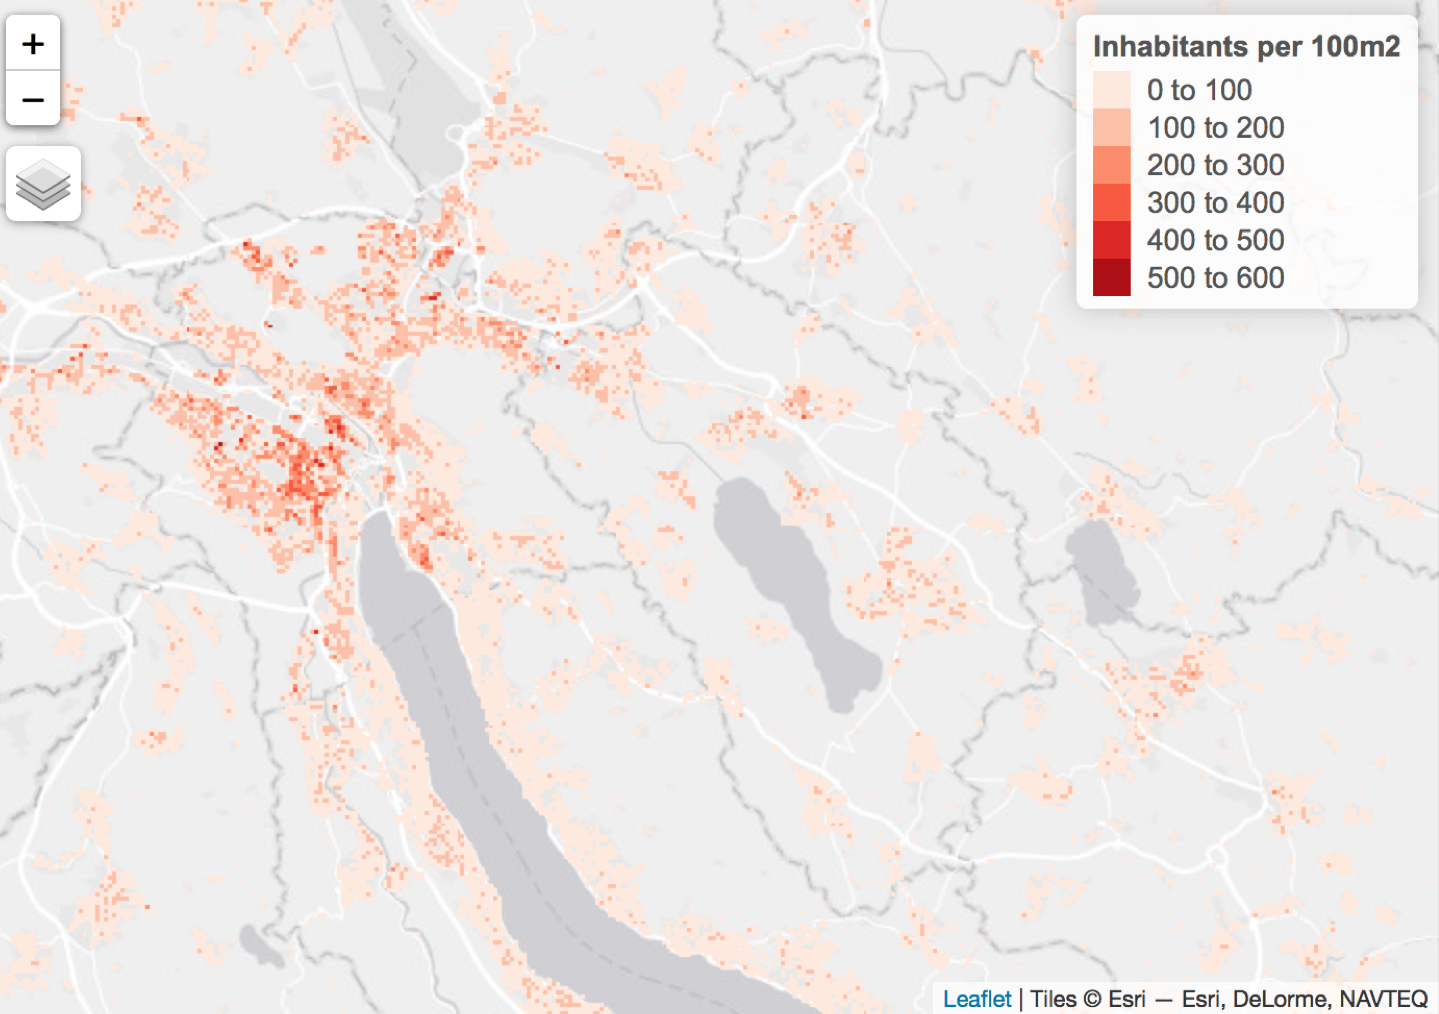 +
−
Inhabitants per 100m2
0 to 100
100 to 200
200 to 300
300 to 400
400 to 500
500 to 600
Leaflet | Tiles © Esri — Esri, DeLorme, NAVTEQ